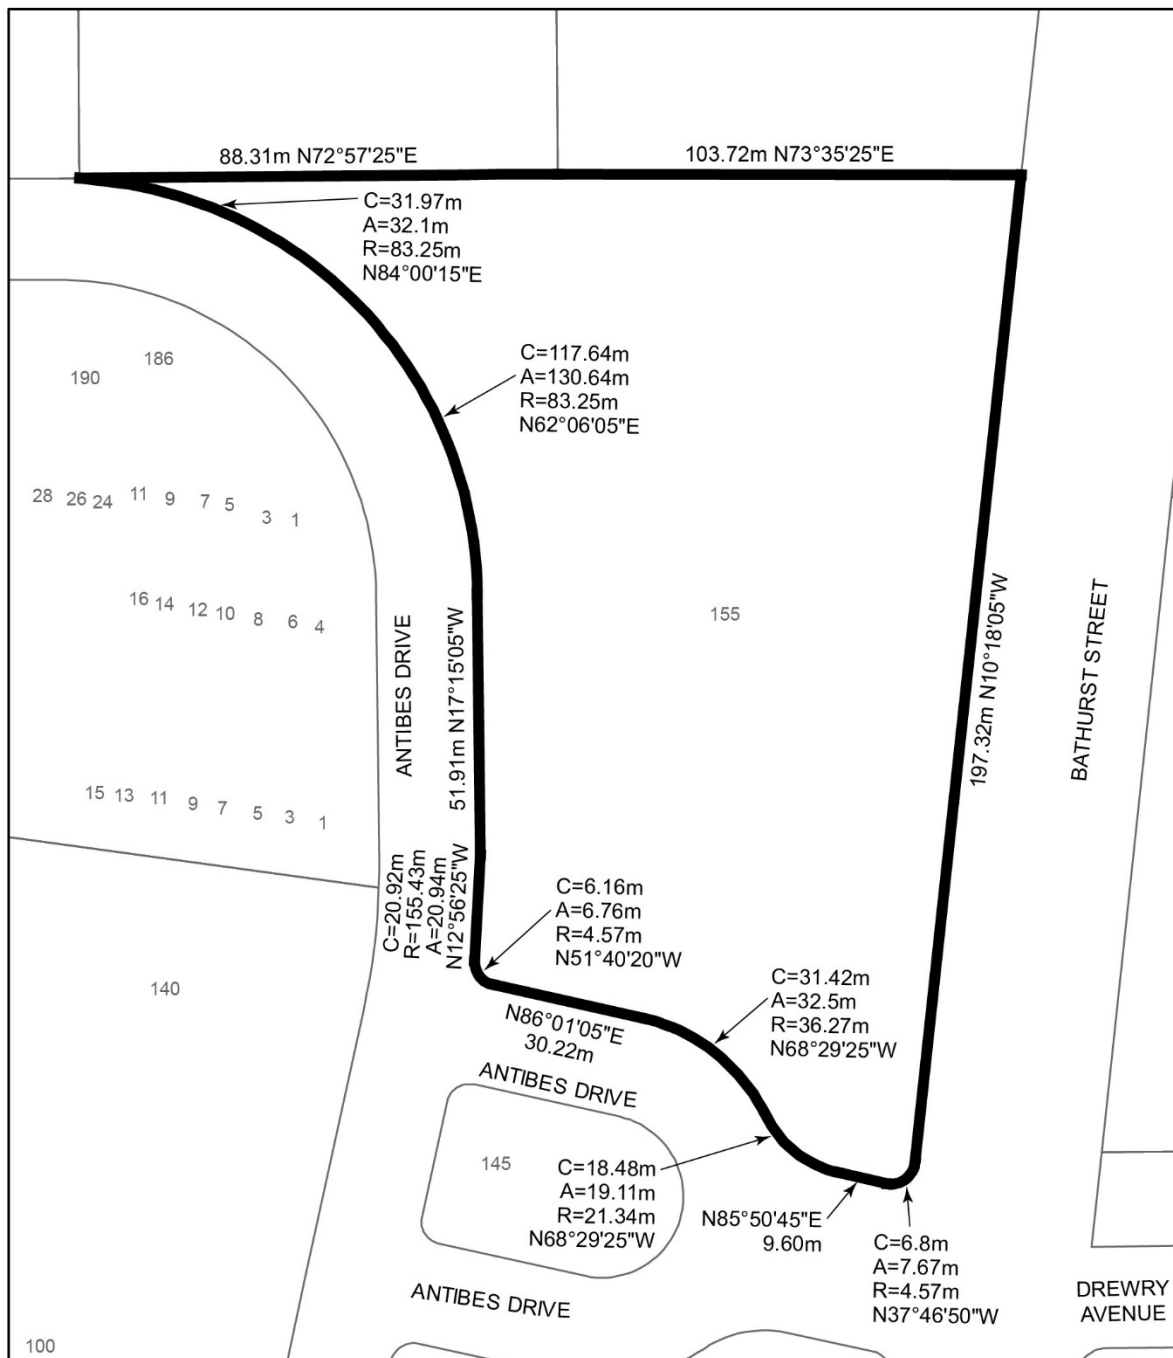 88.31m N72°57'25"E
103.72m N73°35'25"E
C=31.97m
A=32.1m
R=83.25m
N84°00'15"E
C=117.64m
A=130.64m
R=83.25m
N62°06'05"E
186
190
28 26 24 11 9 7 5 3 1
16 14 12 10 8 6 4
155
ANTIBES DRIVE
51.91m N17°15'05"W
197.32m N10°18'05"W
BATHURST STREET
15 13 11 9 7 5 3 1
C=20.92m
R=155.43m
A=20.94m
N12°56'25"W
C=6.16m
A=6.76m
R=4.57m
N51°40'20"W
140
C=31.42m
A=32.5m
R=36.27m
N68°29'25"W
N86°01'05"E
30.22m
ANTIBES DRIVE
145
C=18.48m
A=19.11m
R=21.34m
N68°29'25"W
N85°50'45"E
9.60m
C=6.8m
A=7.67m
R=4.57m
N37°46'50"W
ANTIBES DRIVE
DREWRY
AVENUE
100